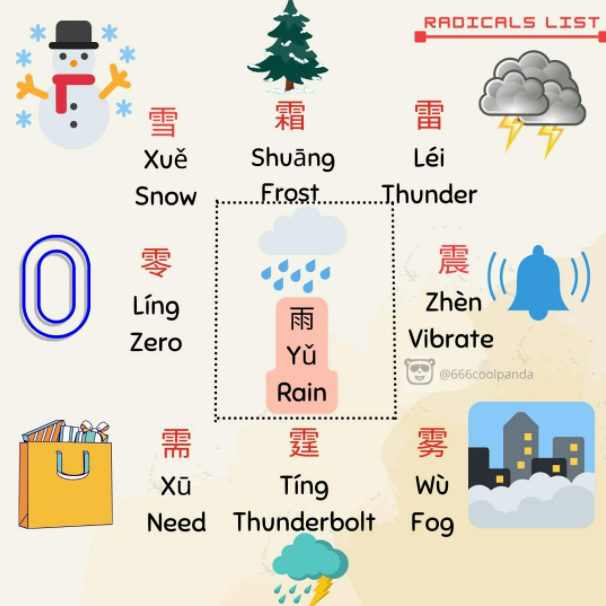 RADICALS LIST
雪
Xuě
Snow
霜
Shuāng
Frost
雷
Léi
Thunder
零
Líng
Zero
雨
Yǔ
Rain
震
Zhèn
Vibrate
@666coolpanda
需
Xū
Need
霆
Tíng
Thunderbolt
雾
Wù
Fog